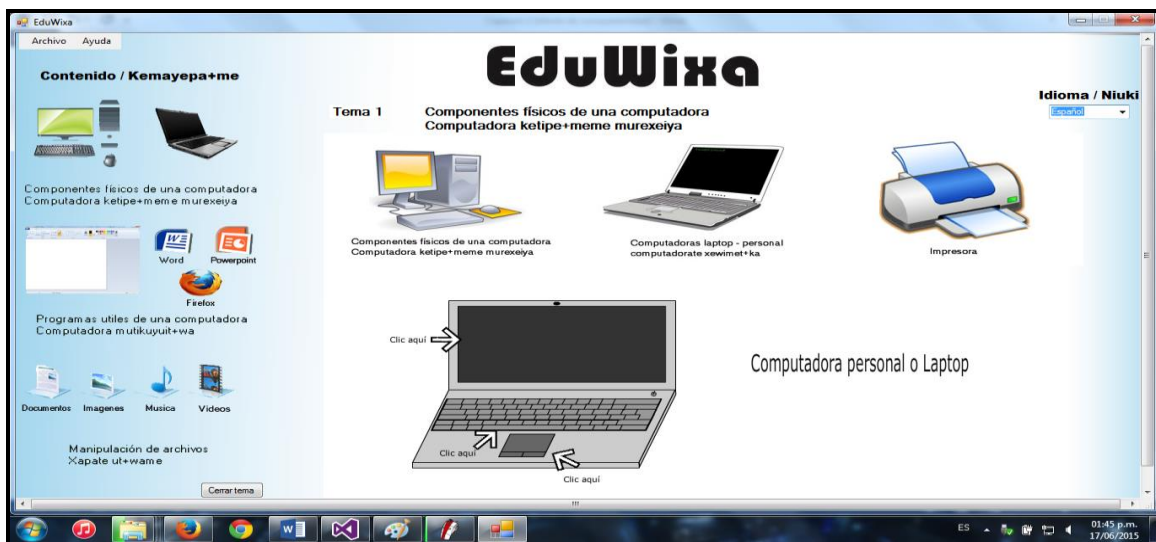 EduWixa
Archivo Ayuda
Contenido / Kemayepa+me
Componentes físicos de una computadora
Computadora ketipe+meme murexeiya
Word
Powerpoint
Firefox
Programas utiles de una computadora
Computadora mutikuyuit+wa
Documentos
Imagenes
Musica
Videos
Manipulación de archivos
Xapate ut+wame
Cerrar tema
EduWixa
Idioma / Niuki
Español
Tema 1
Componentes físicos de una computadora
Computadora ketipe+meme murexeiya
Componentes físicos de una computadora
Computadora ketipe+meme murexeiya
Computadoras laptop - personal
computadorate xewimet+ka
Impresora
Clic aquí
Clic aquí
Clic aquí
Computadora personal o Laptop
ES
01:45 p.m.
17/06/2015